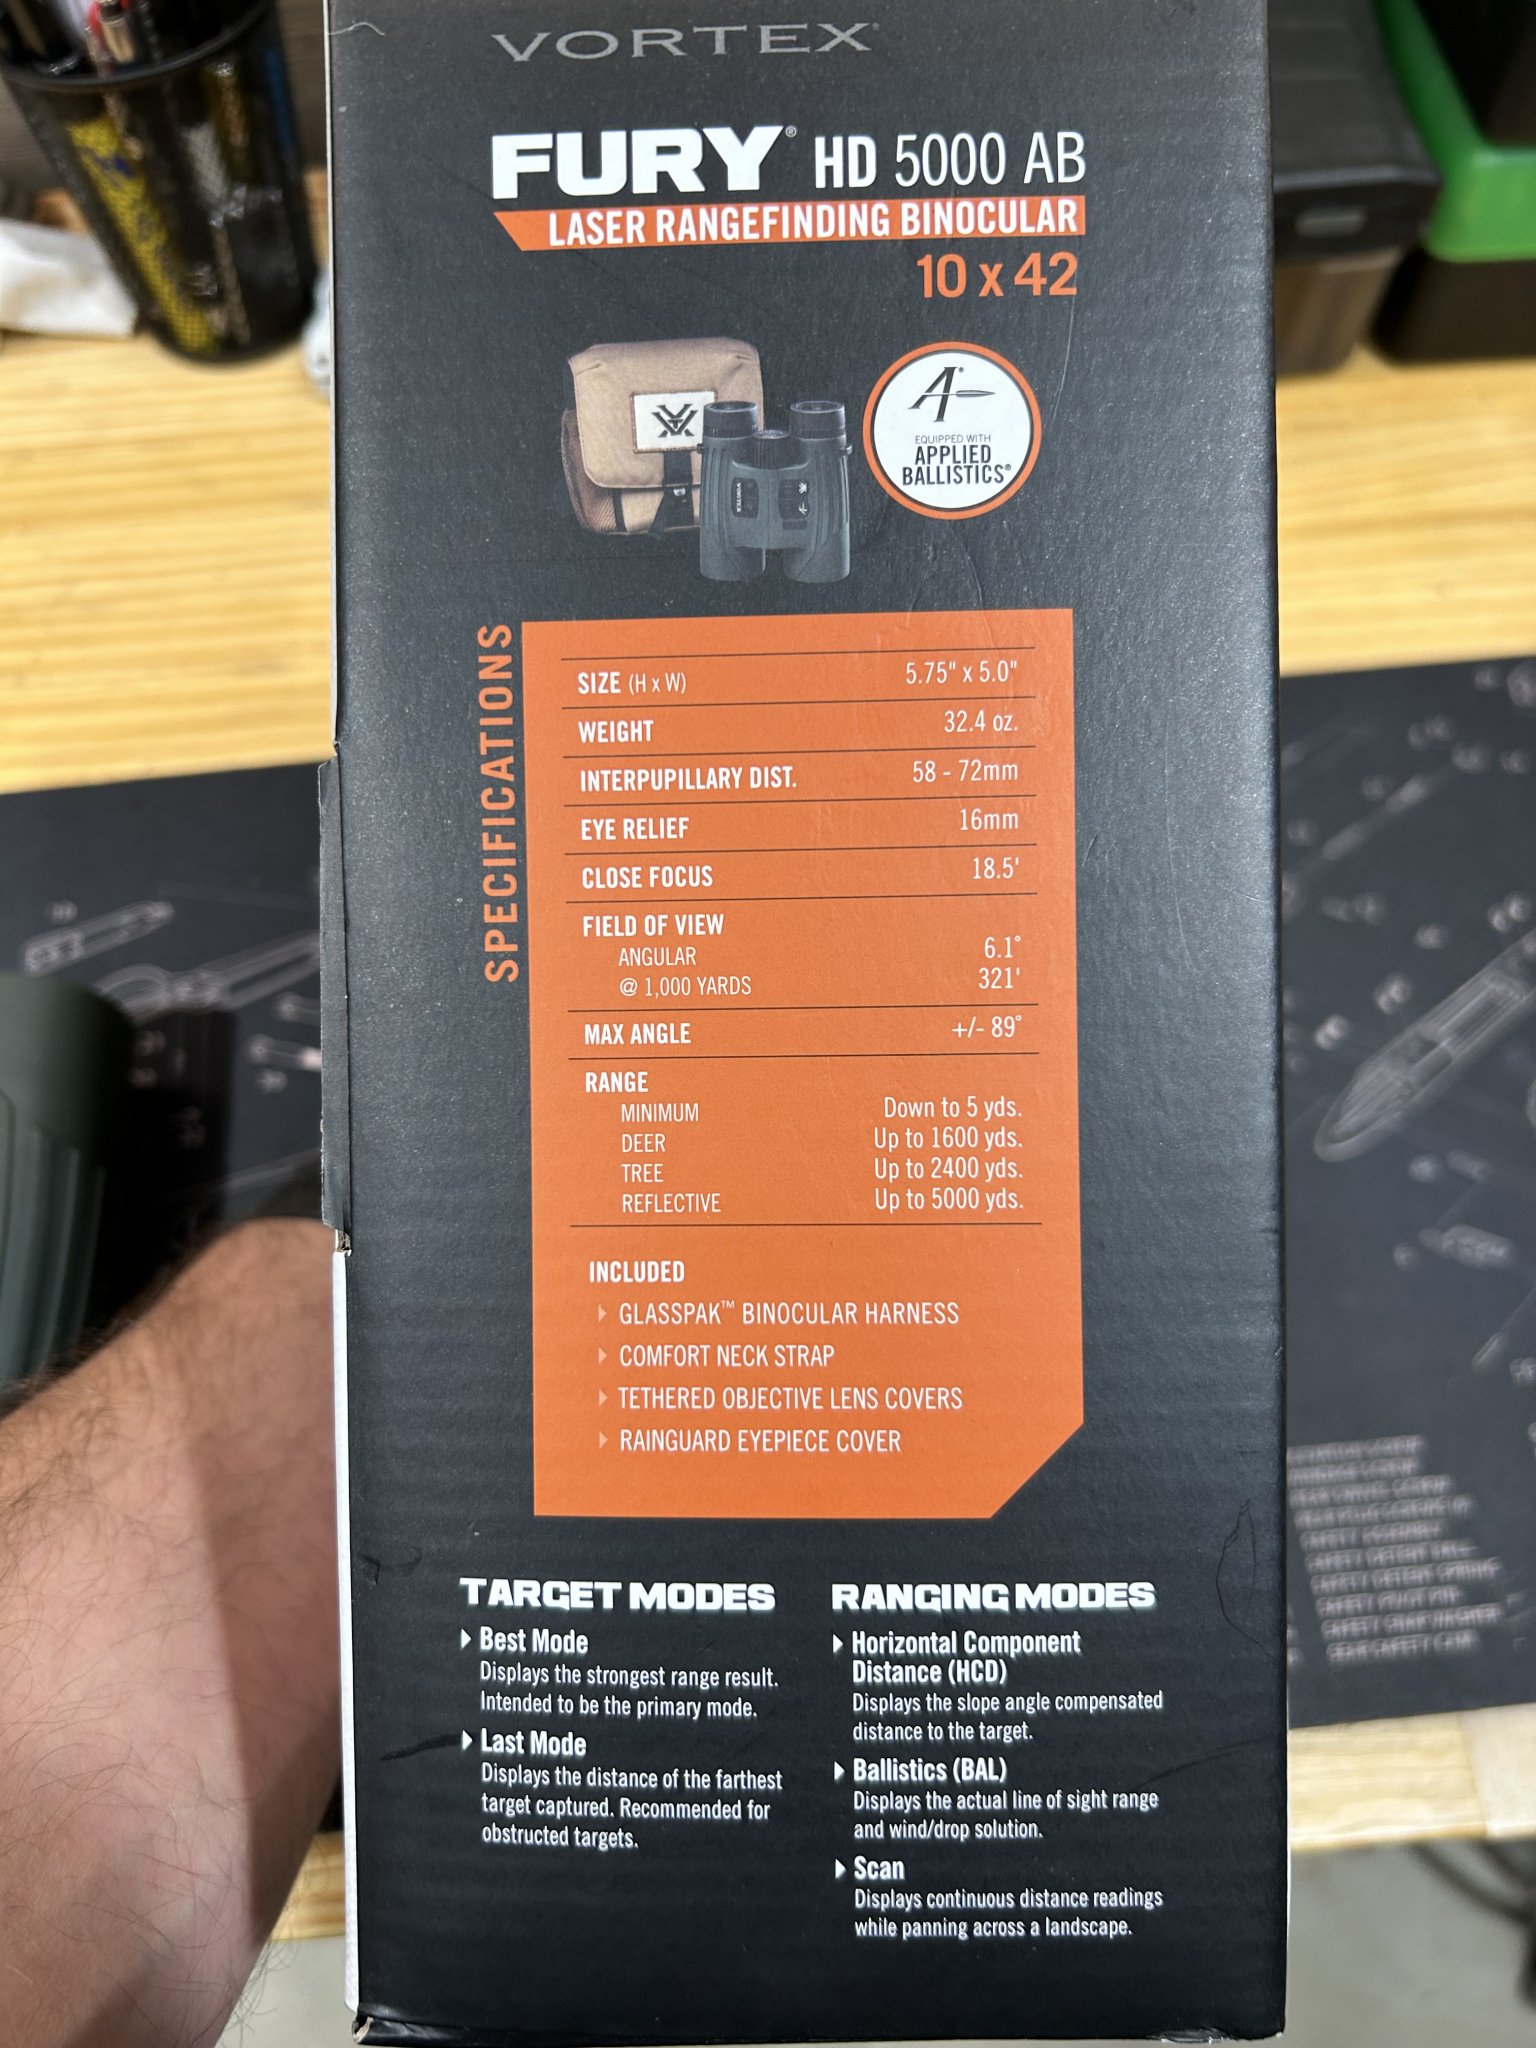 VORTEX®
FURY® HD 5000 AB
LASER RANGEFINDING BINOCULAR
10 x 42
VORTEX
A®
EQUIPPED WITH
APPLIED
BALLISTICS®
SPECIFICATIONS
SIZE (H x W) 5.75" x 5.0"
WEIGHT 32.4 oz.
INTERPUPILLARY DIST. 58 - 72mm
EYE RELIEF 16mm
CLOSE FOCUS 18.5'
FIELD OF VIEW
ANGULAR 6.1°
@ 1,000 YARDS 321'
MAX ANGLE +/- 89°
RANGE
MINIMUM Down to 5 yds.
DEER Up to 1600 yds.
TREE Up to 2400 yds.
REFLECTIVE Up to 5000 yds.
INCLUDED
GLASSPAK™ BINOCULAR HARNESS
COMFORT NECK STRAP
TETHERED OBJECTIVE LENS COVERS
RAINGUARD EYEPIECE COVER
TARGET MODES
Best Mode
Displays the strongest range result.
Intended to be the primary mode.
Last Mode
Displays the distance of the farthest
target captured. Recommended for
obstructed targets.
RANGING MODES
Horizontal Component
Distance (HCD)
Displays the slope angle compensated
distance to the target.
Ballistics (BAL)
Displays the actual line of sight range
and wind/drop solution.
Scan
Displays continuous distance readings
while panning across a landscape.